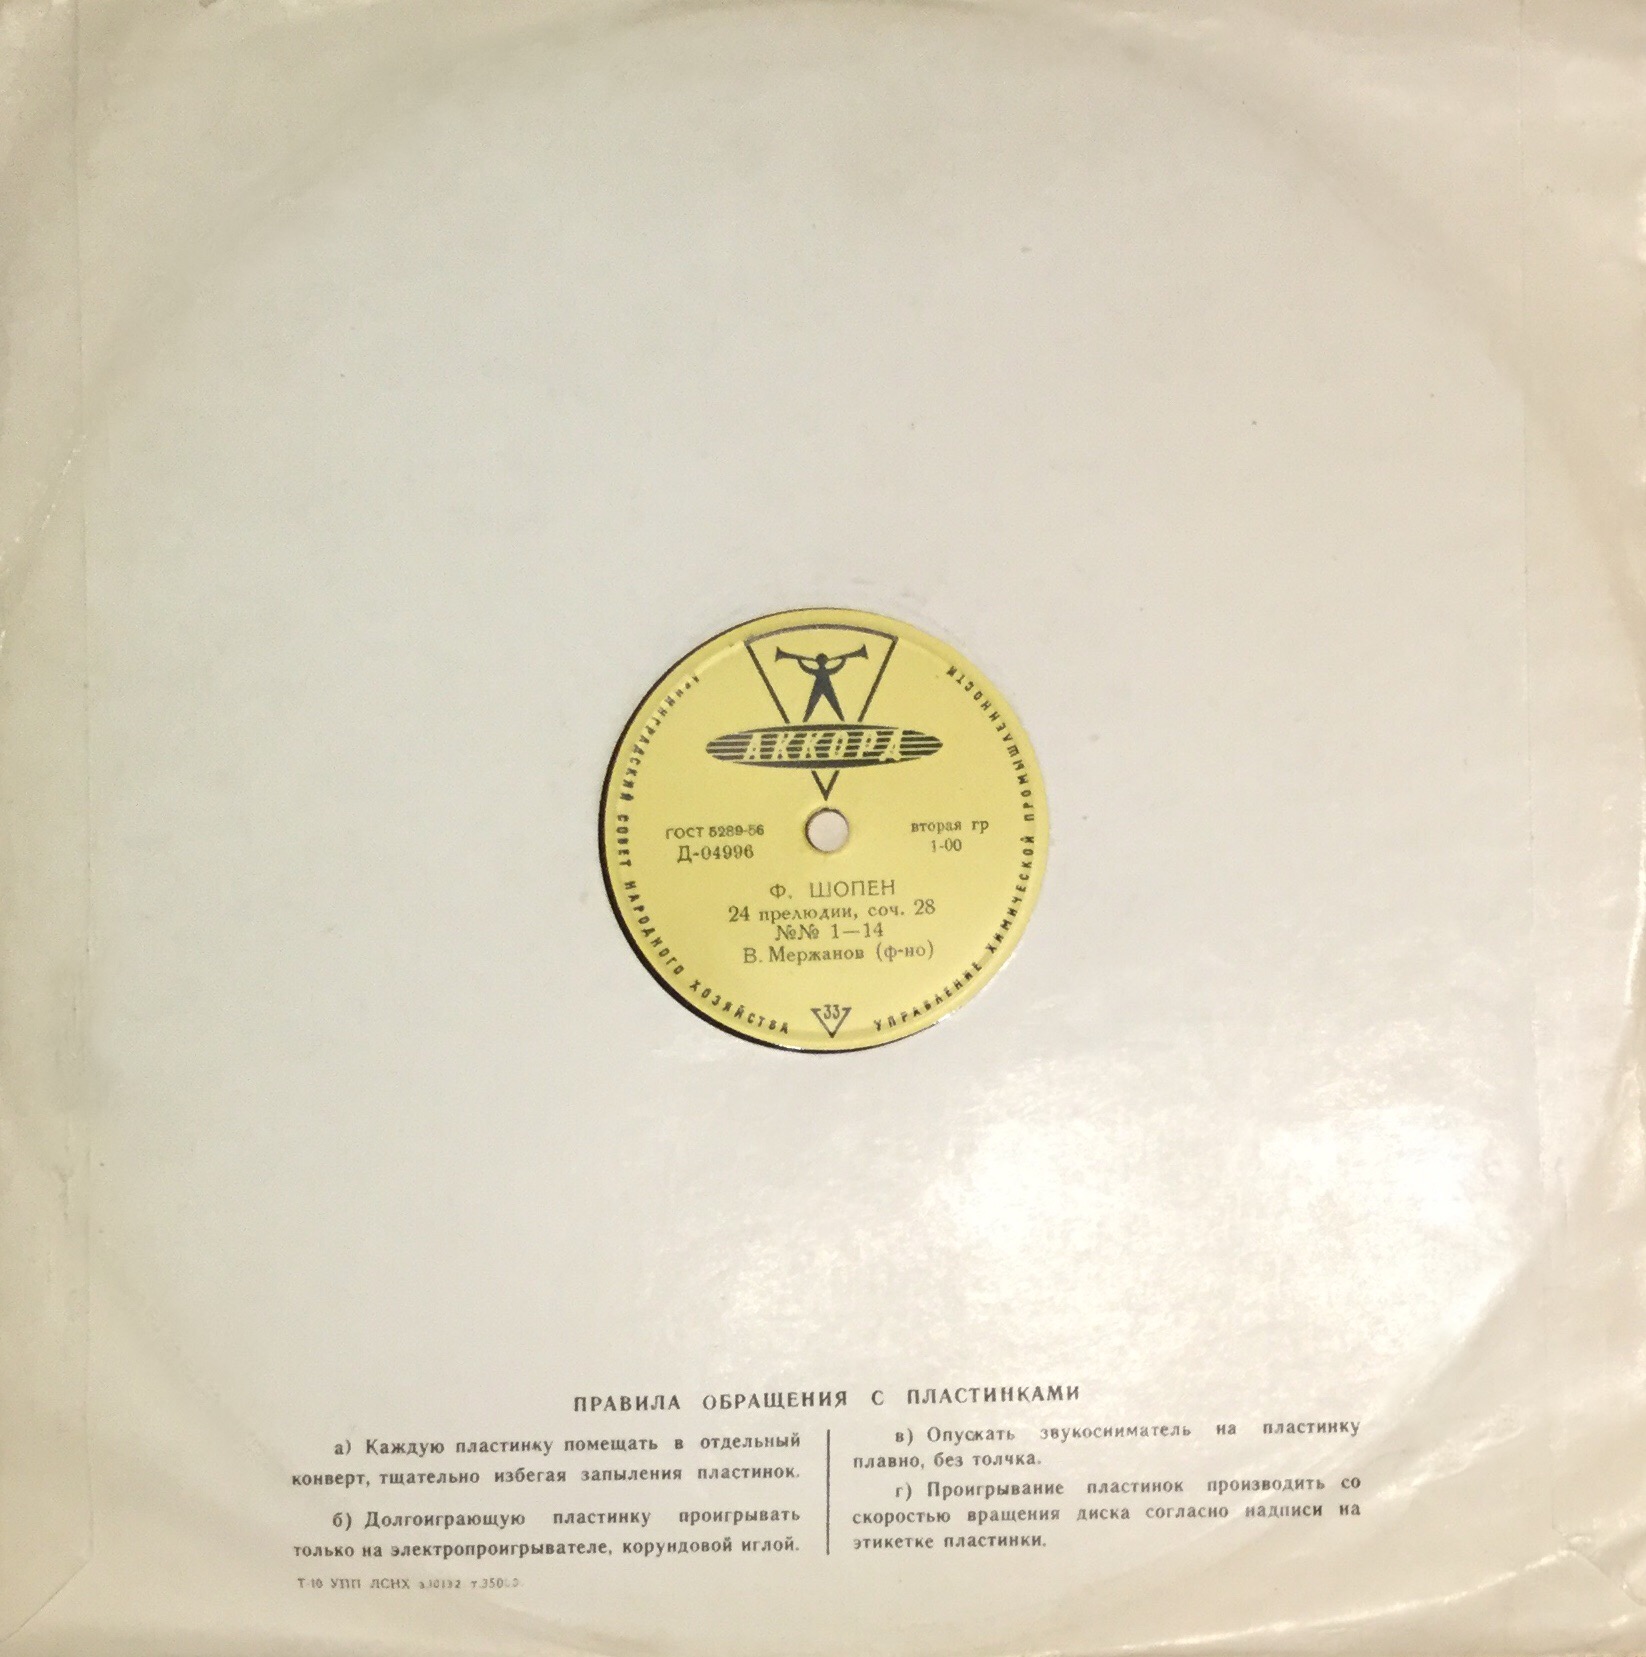 АККОРД
ЛЕНИНГРАДСКИЙ СОВЕТ НАРОДНОГО ХОЗЯЙСТВА
УПРАВЛЕНИЕ ХИМИЧЕСКОЙ ПРОМЫШЛЕННОСТИ
ГОСТ 5289-56
Д-04996
вторая гр
1-00
Ф. ШОПЕН
24 прелюдии, соч. 28
№№ 1—14
В. Мержанов (ф-но)
33
ПРАВИЛА ОБРАЩЕНИЯ С ПЛАСТИНКАМИ
а) Каждую пластинку помещать в отдельный
конверт, тщательно избегая запыления пластинок.
б) Долгоиграющую пластинку проигрывать
только на электропроигрывателе, корундовой иглой.
в) Опускать звукосниматель на пластинку
плавно, без толчка.
г) Проигрывание пластинок производить со
скоростью вращения диска согласно надписи на
этикетке пластинки.
Т-10 УПП ЛСНХ